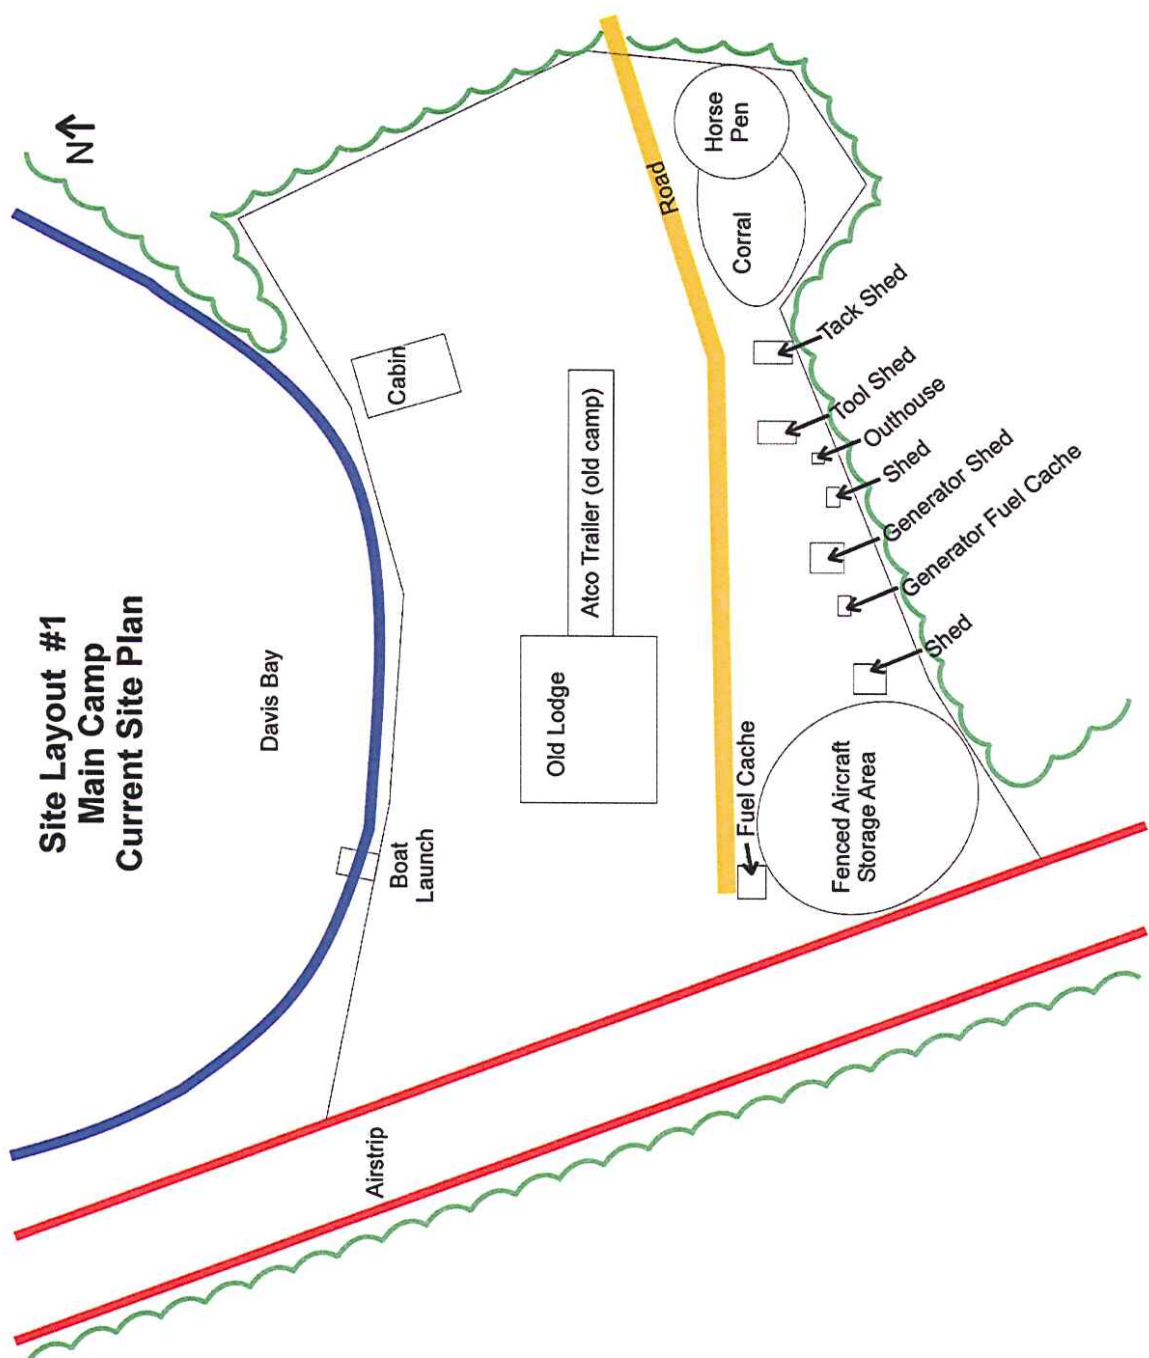 Site Layout #1
Main Camp
Current Site Plan
N
Davis Bay
Boat
Launch
Cabin
Airstrip
Old Lodge
Atco Trailer (old camp)
Road
Horse
Pen
Corral
Fuel Cache
Fenced Aircraft
Storage Area
Shed
Generator Fuel Cache
Generator Shed
Shed
Outhouse
Tool Shed
Tack Shed